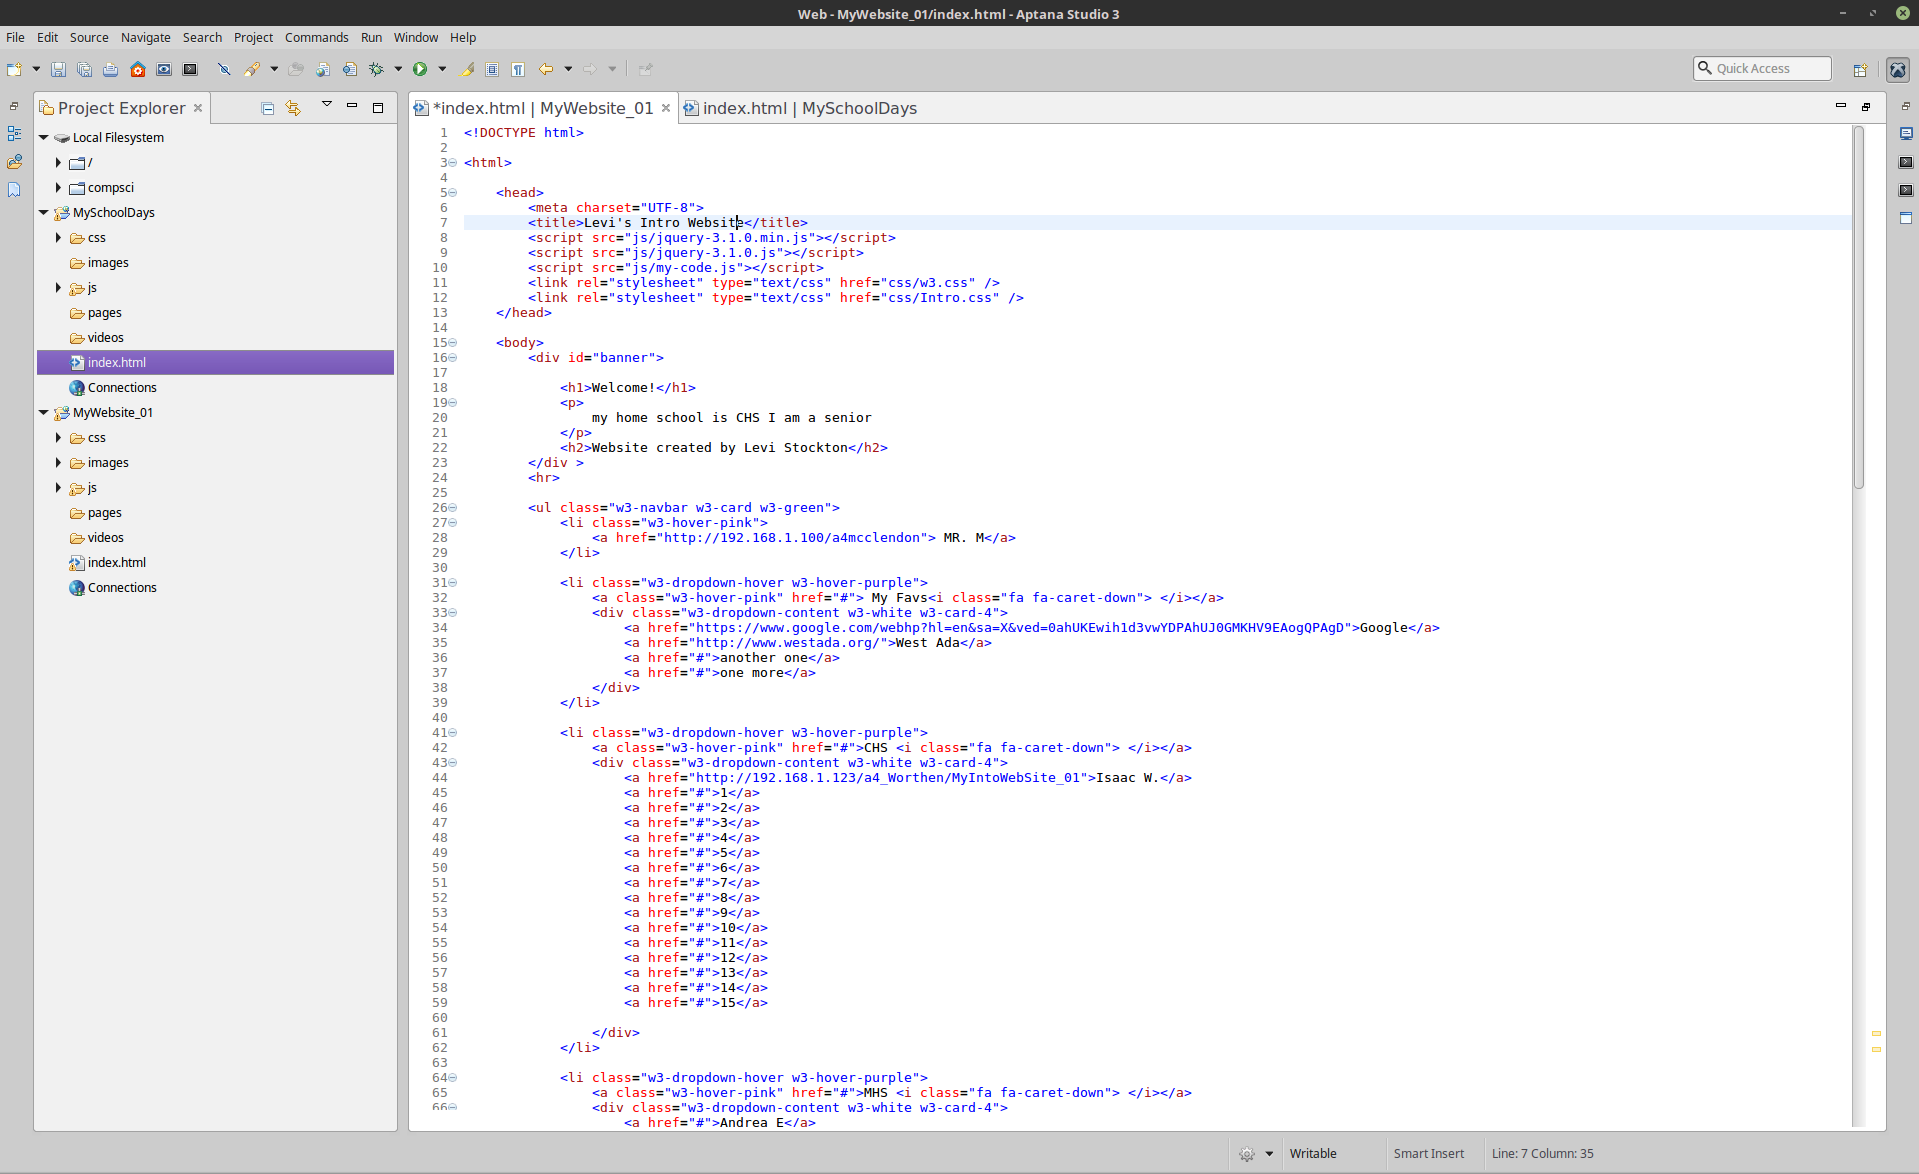 Web - MyWebsite_01/index.html - Aptana Studio 3
File Edit Source Navigate Search Project Commands Run Window Help
Quick Access
Project Explorer
*index.html | MyWebsite_01
index.html | MySchoolDays
Local Filesystem
/
compsci
MySchoolDays
css
images
js
pages
videos
index.html
Connections
MyWebsite_01
css
images
js
pages
videos
index.html
Connections
1 <!DOCTYPE html>
2
3 <html>
4
5 <head>
6 <meta charset="UTF-8">
7 <title>Levi's Intro Website</title>
8 <script src="js/jquery-3.1.0.min.js"></script>
9 <script src="js/jquery-3.1.0.js"></script>
10 <script src="js/my-code.js"></script>
11 <link rel="stylesheet" type="text/css" href="css/w3.css" />
12 <link rel="stylesheet" type="text/css" href="css/Intro.css" />
13 </head>
14
15 <body>
16 <div id="banner">
17
18 <h1>Welcome!</h1>
19 <p>
20 my home school is CHS I am a senior
21 </p>
22 <h2>Website created by Levi Stockton</h2>
23 </div >
24 <hr>
25
26 <ul class="w3-navbar w3-card w3-green">
27 <li class="w3-hover-pink">
28 <a href="http://192.168.1.100/a4mcclendon"> MR. M</a>
29 </li>
30
31 <li class="w3-dropdown-hover w3-hover-purple">
32 <a class="w3-hover-pink" href="#"> My Favs<i class="fa fa-caret-down"> </i></a>
33 <div class="w3-dropdown-content w3-white w3-card-4">
34 <a href="https://www.google.com/webhp?hl=en&sa=X&ved=0ahUKEwih1d3vwYDPAhUJ0GMKHV9EAogQPAgD">Google</a>
35 <a href="http://www.westada.org/">West Ada</a>
36 <a href="#">another one</a>
37 <a href="#">one more</a>
38 </div>
39 </li>
40
41 <li class="w3-dropdown-hover w3-hover-purple">
42 <a class="w3-hover-pink" href="#">CHS <i class="fa fa-caret-down"> </i></a>
43 <div class="w3-dropdown-content w3-white w3-card-4">
44 <a href="http://192.168.1.123/a4_Worthen/MyIntoWebSite_01">Isaac W.</a>
45 <a href="#">1</a>
46 <a href="#">2</a>
47 <a href="#">3</a>
48 <a href="#">4</a>
49 <a href="#">5</a>
50 <a href="#">6</a>
51 <a href="#">7</a>
52 <a href="#">8</a>
53 <a href="#">9</a>
54 <a href="#">10</a>
55 <a href="#">11</a>
56 <a href="#">12</a>
57 <a href="#">13</a>
58 <a href="#">14</a>
59 <a href="#">15</a>
60
61 </div>
62 </li>
63
64 <li class="w3-dropdown-hover w3-hover-purple">
65 <a class="w3-hover-pink" href="#">MHS <i class="fa fa-caret-down"> </i></a>
66 <div class="w3-dropdown-content w3-white w3-card-4">
<a href="#">Andrea E</a>
Writable Smart Insert Line: 7 Column: 35